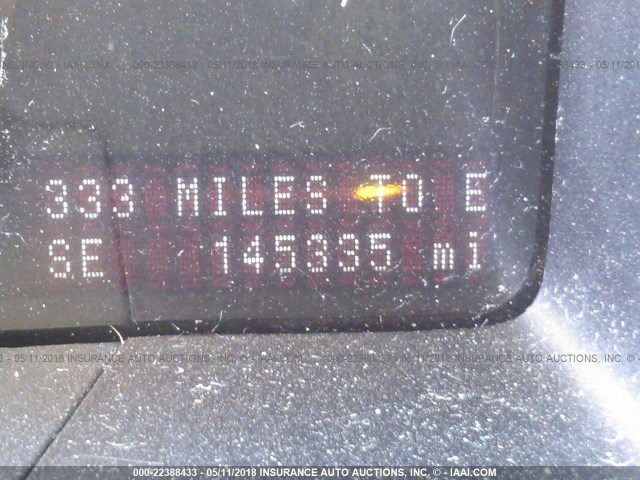 333 MILES TO E
SE 145335 mi
000-22388433 - 05/11/2018 INSURANCE AUTO AUCTIONS, INC. © - IAAI.COM